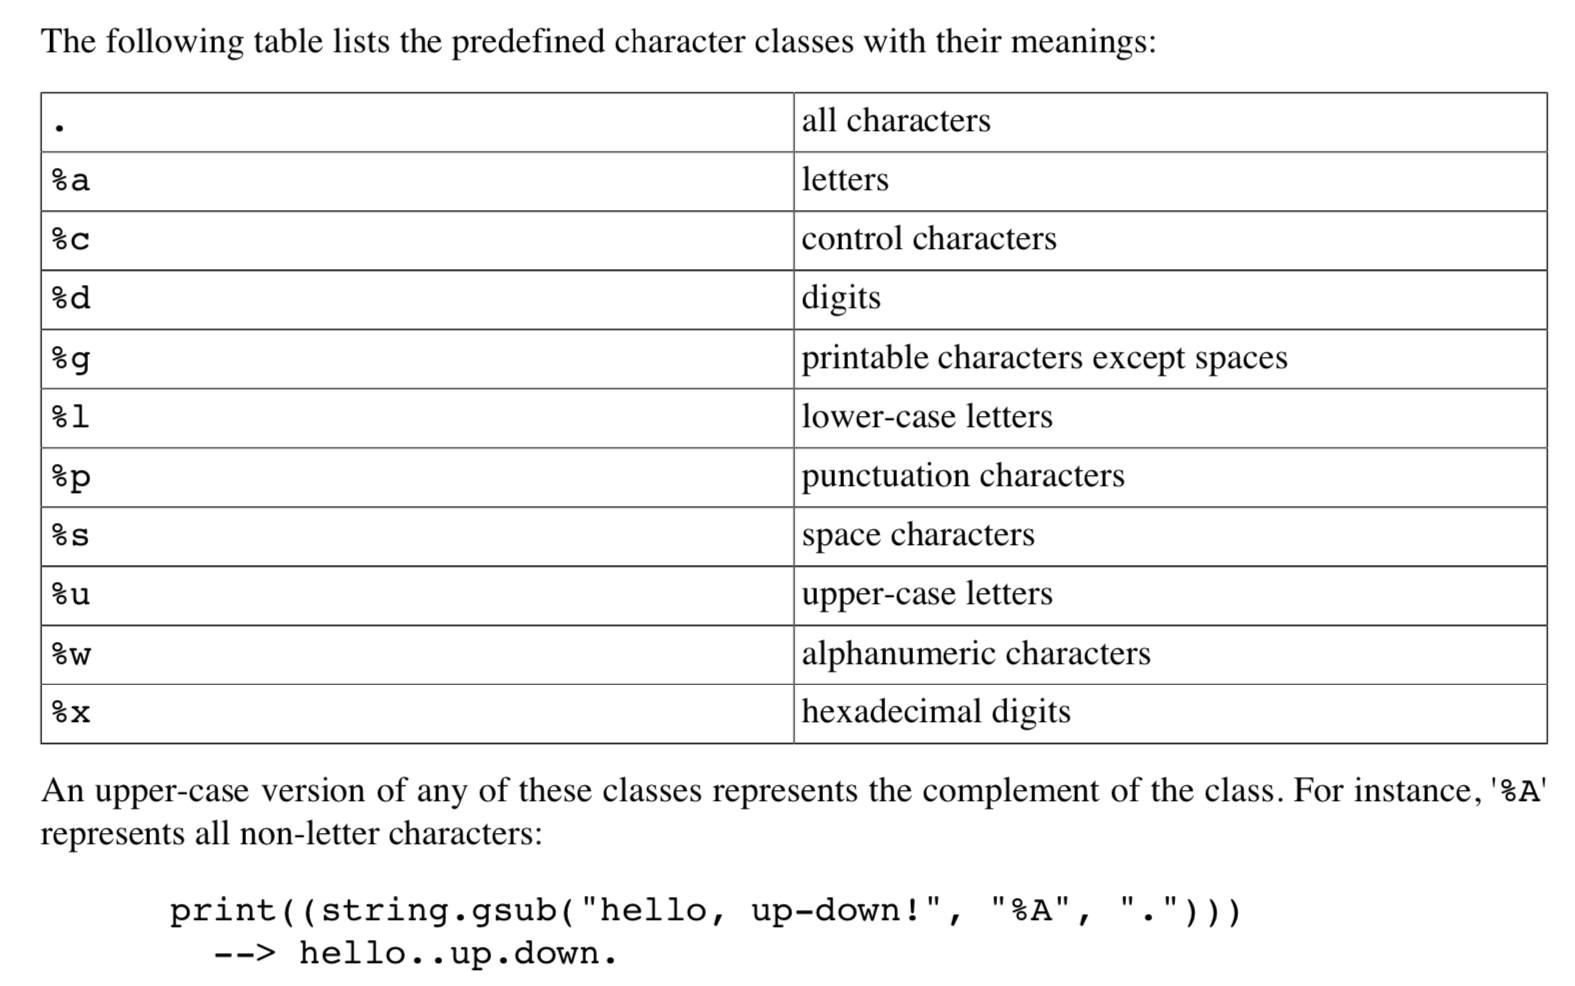 The following table lists the predefined character classes with their meanings:
. all characters
%a letters
%c control characters
%d digits
%g printable characters except spaces
%l lower-case letters
%p punctuation characters
%s space characters
%u upper-case letters
%w alphanumeric characters
%x hexadecimal digits
An upper-case version of any of these classes represents the complement of the class. For instance, '%A'
represents all non-letter characters:
print((string.gsub("hello, up-down!", "%A", ".")))
--> hello..up.down.